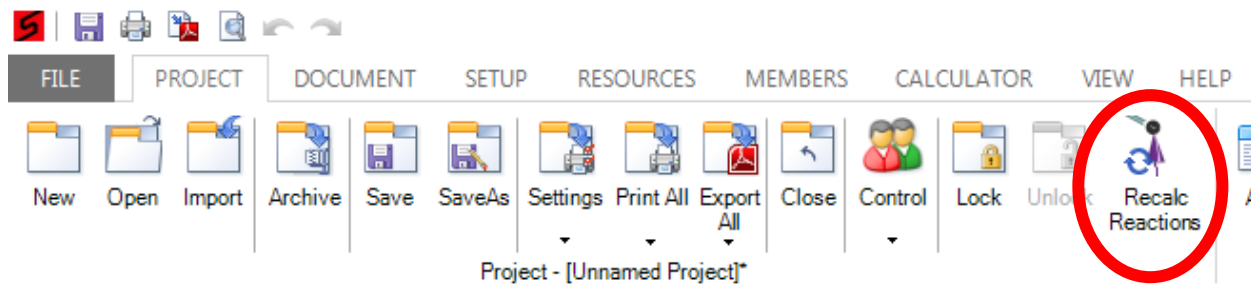 FILE PROJECT DOCUMENT SETUP RESOURCES MEMBERS CALCULATOR VIEW HELP
New Open Import Archive Save SaveAs Settings Print All Export All Close Control Lock Unlock Recalc Reactions
Project - [Unnamed Project]*